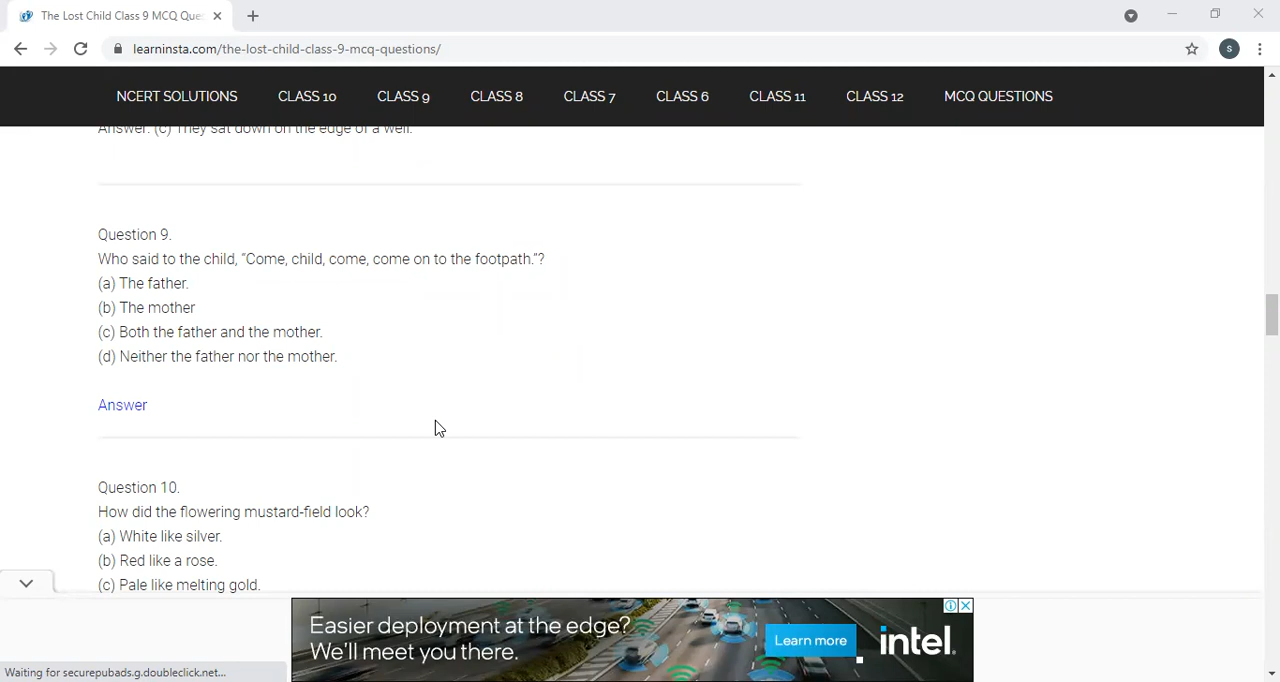 The Lost Child Class 9 MCQ Que
learninsta.com/the-lost-child-class-9-mcq-questions/
S
NCERT SOLUTIONS CLASS 10 CLASS 9 CLASS 8 CLASS 7 CLASS 6 CLASS 11 CLASS 12 MCQ QUESTIONS
Answer: (c) They sat down on the edge of a well.
Question 9.
Who said to the child, “Come, child, come, come on to the footpath.”?
(a) The father.
(b) The mother
(c) Both the father and the mother.
(d) Neither the father nor the mother.
Answer
Question 10.
How did the flowering mustard-field look?
(a) White like silver.
(b) Red like a rose.
(c) Pale like melting gold.
Easier deployment at the edge?
We'll meet you there.
Learn more
intel.
Waiting for securepubads.g.doubleclick.net...